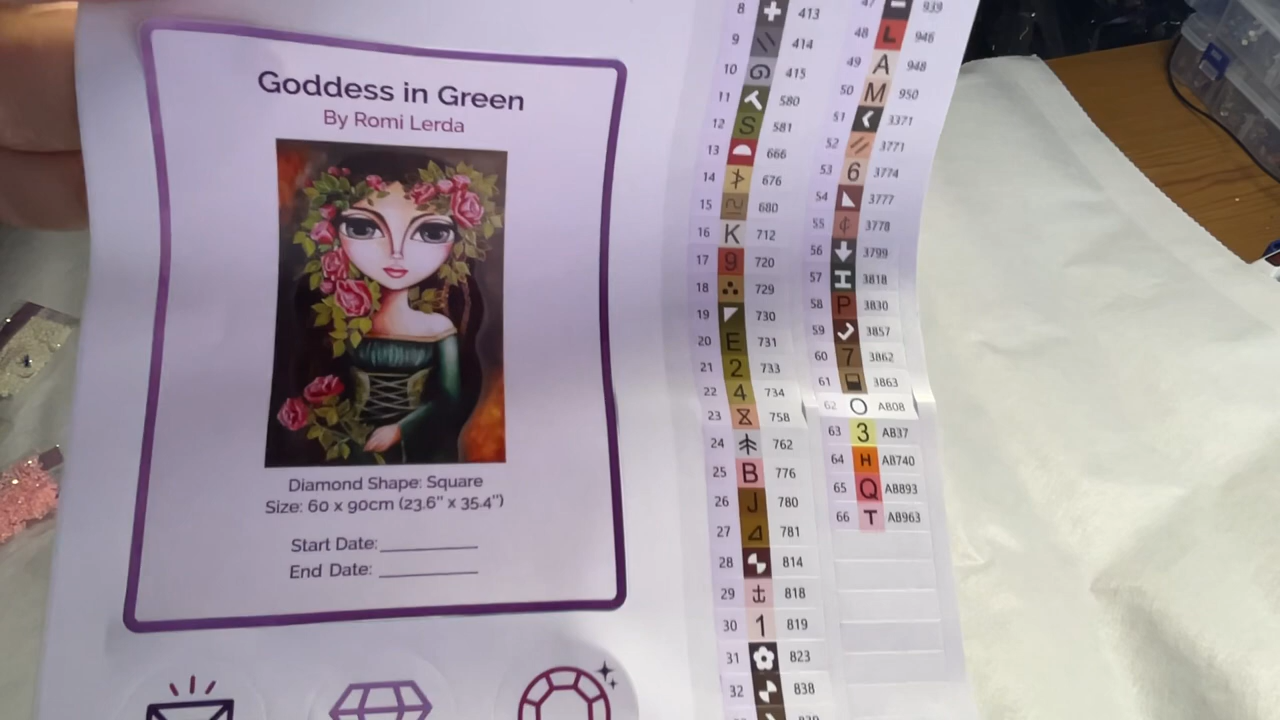 Goddess in Green
By Romi Lerda
Diamond Shape: Square
Size: 60 x 90cm (23.6" x 35.4")
Start Date:
End Date:
8 413
9 414
10 415
11 580
12 S 581
13 666
14 676
15 680
16 K 712
17 9 720
18 729
19 730
20 E 731
21 2 733
22 4 734
23 758
24 762
25 B 776
26 J 780
27 781
28 814
29 818
30 1 819
31 823
32 838
47 939
48 L 946
49 A 948
50 M 950
51 3371
52 3771
53 6 3774
54 3777
55 ¢ 3778
56 3799
57 I 3818
58 P 3830
59 3857
60 7 3862
61 3863
62 O AB08
63 3 AB37
64 H AB740
65 Q AB893
66 T AB963